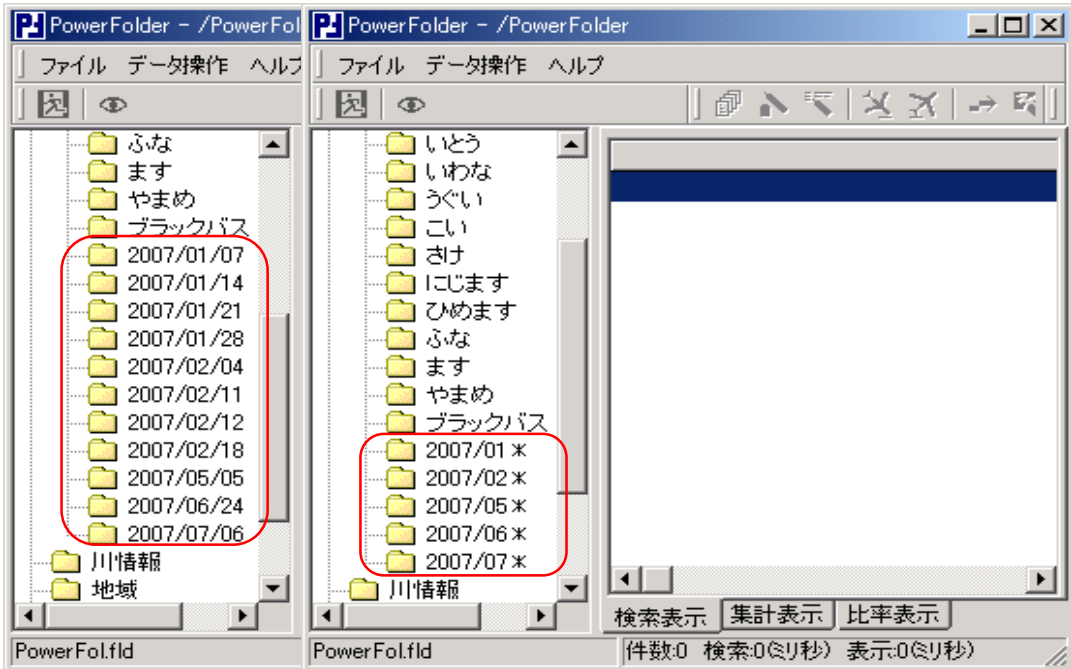 PowerFolder - /PowerFol
ファイル データ操作 ヘルプ
ふな
ます
やまめ
ブラックバス
2007/01/07
2007/01/14
2007/01/21
2007/01/28
2007/02/04
2007/02/11
2007/02/12
2007/02/18
2007/05/05
2007/06/24
2007/07/06
川情報
地域
PowerFol.fld
PowerFolder - /PowerFolder
ファイル データ操作 ヘルプ
いとう
いわな
うぐい
こい
さけ
にじます
ひめます
ふな
ます
やまめ
ブラックバス
2007/01*
2007/02*
2007/05*
2007/06*
2007/07*
川情報
PowerFol.fld
検索表示 集計表示 比率表示
件数:0 検索:0(ミリ秒) 表示:0(ミリ秒)